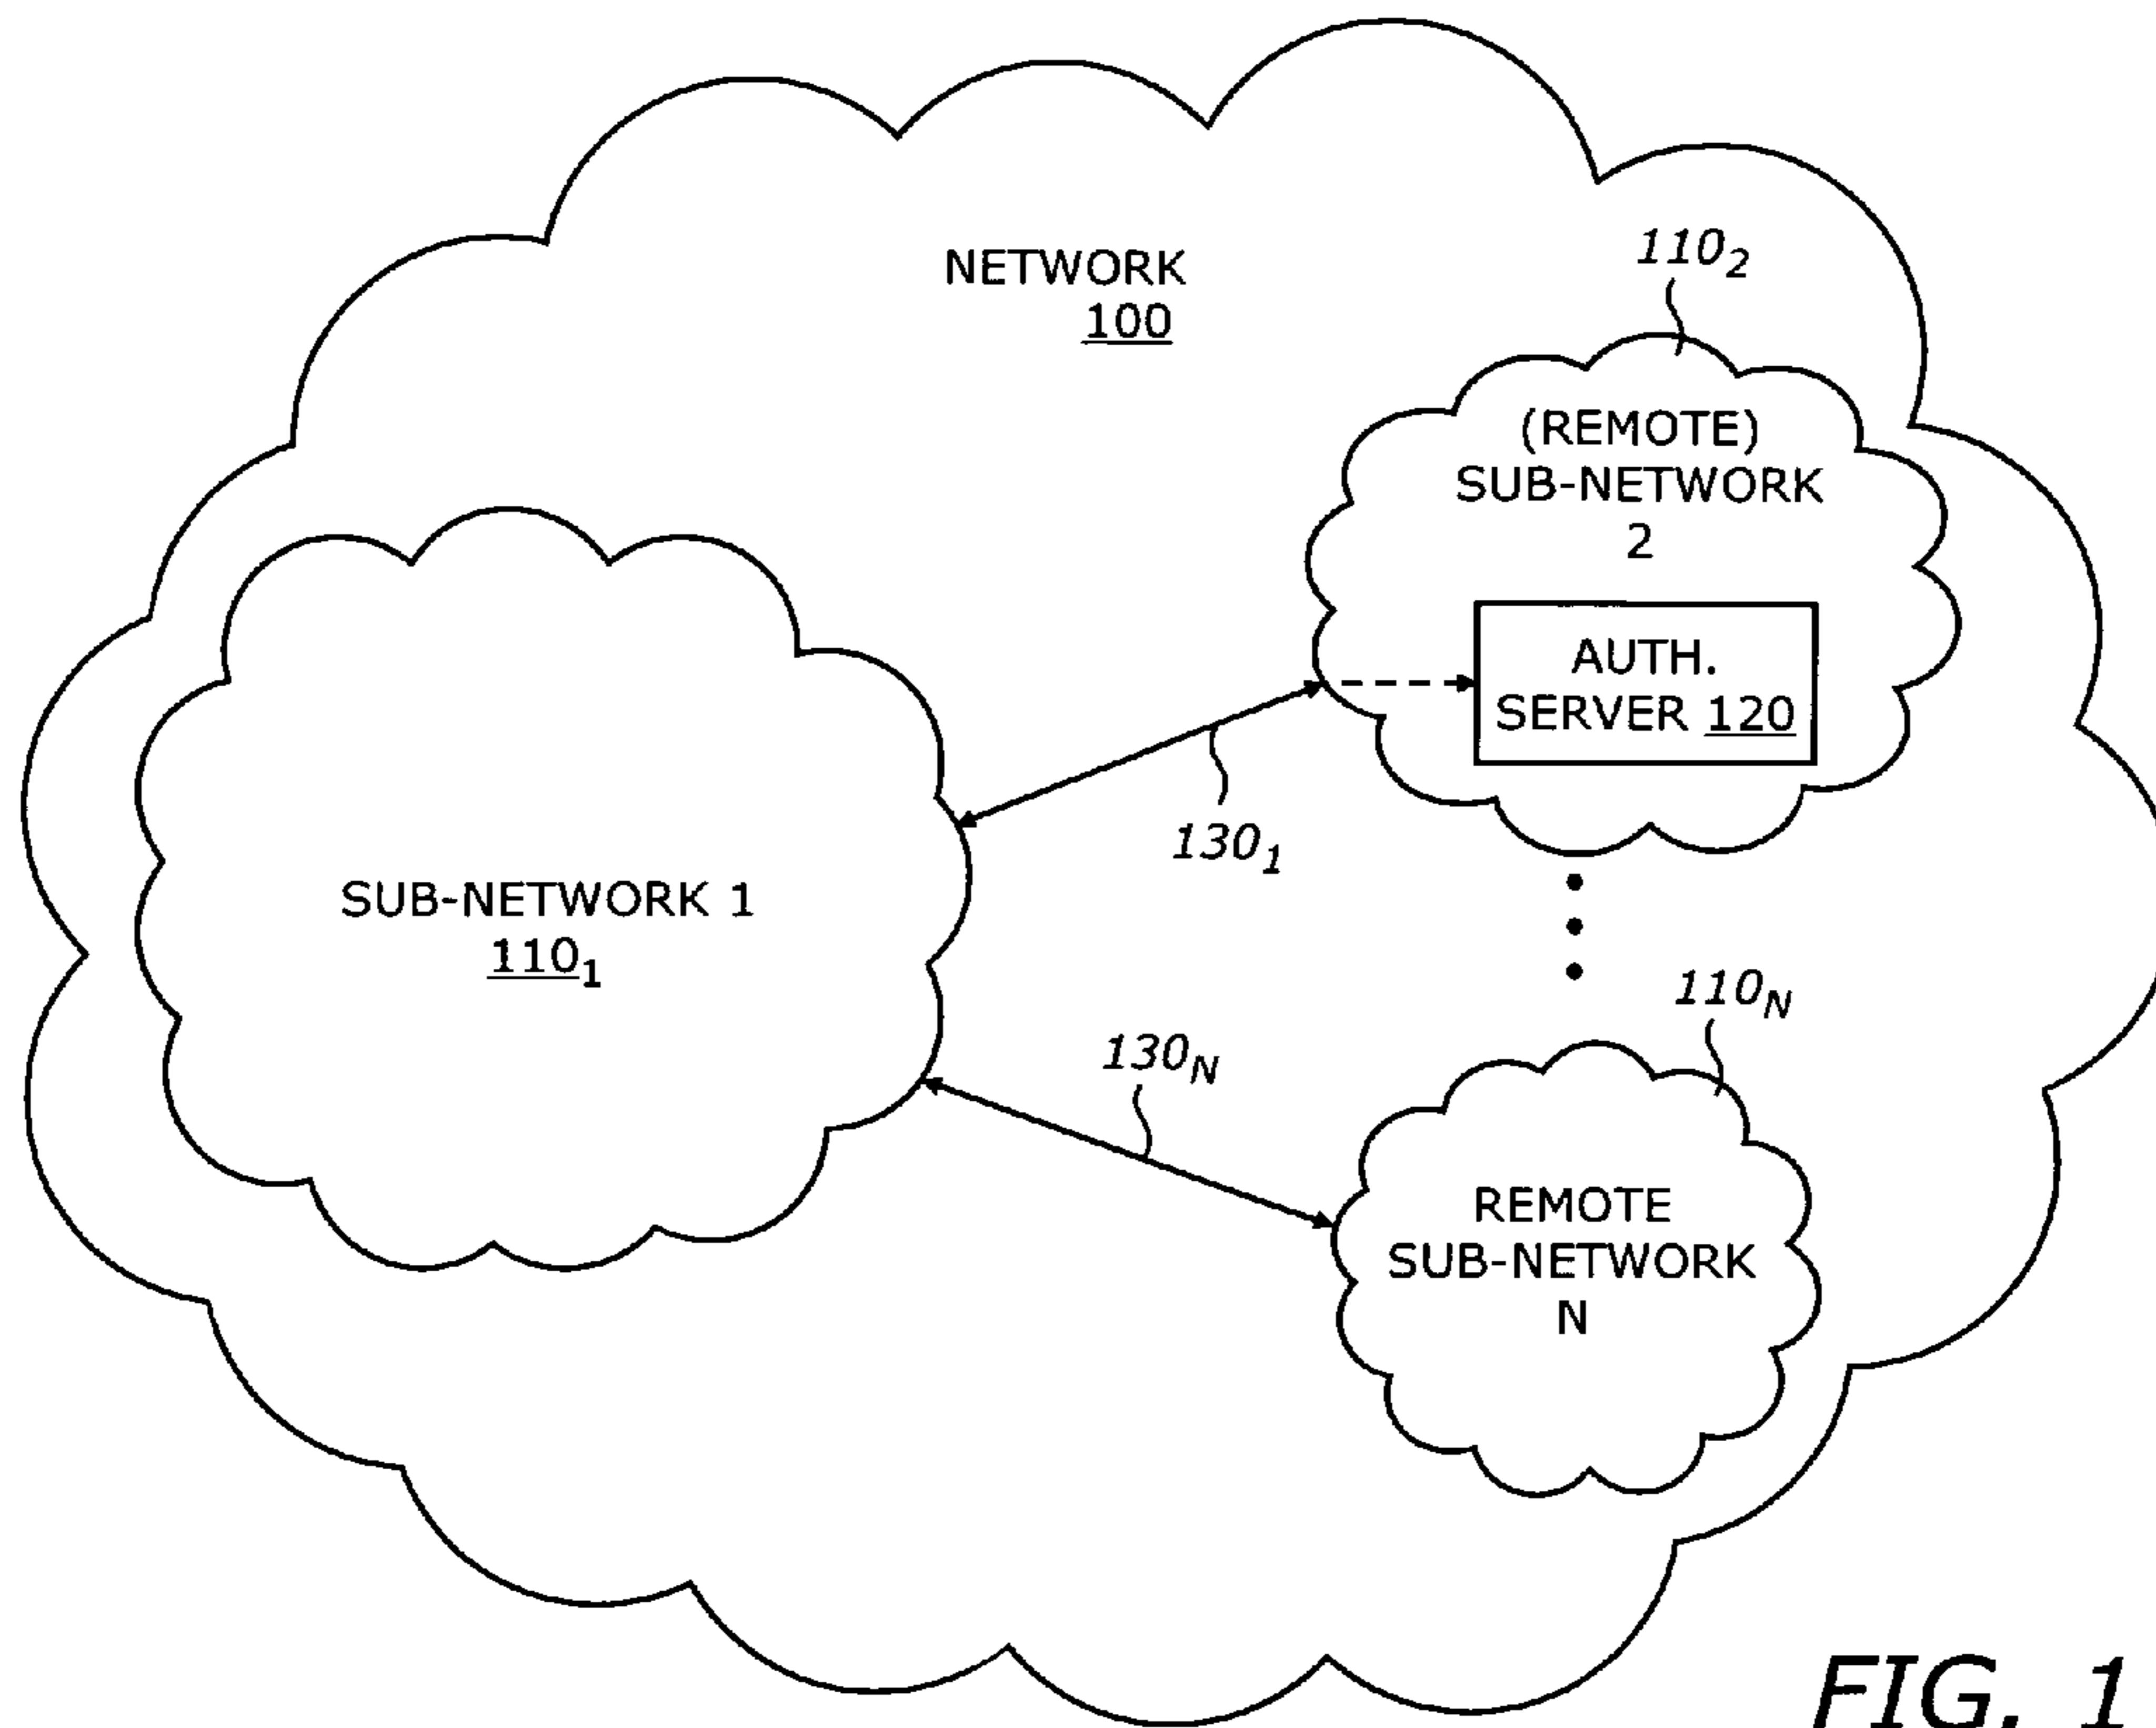 NETWORK
100
110₂
(REMOTE)
SUB-NETWORK
2
AUTH.
SERVER 120
130₁
SUB-NETWORK 1
110₁
110N
130N
REMOTE
SUB-NETWORK
N
FIG. 1